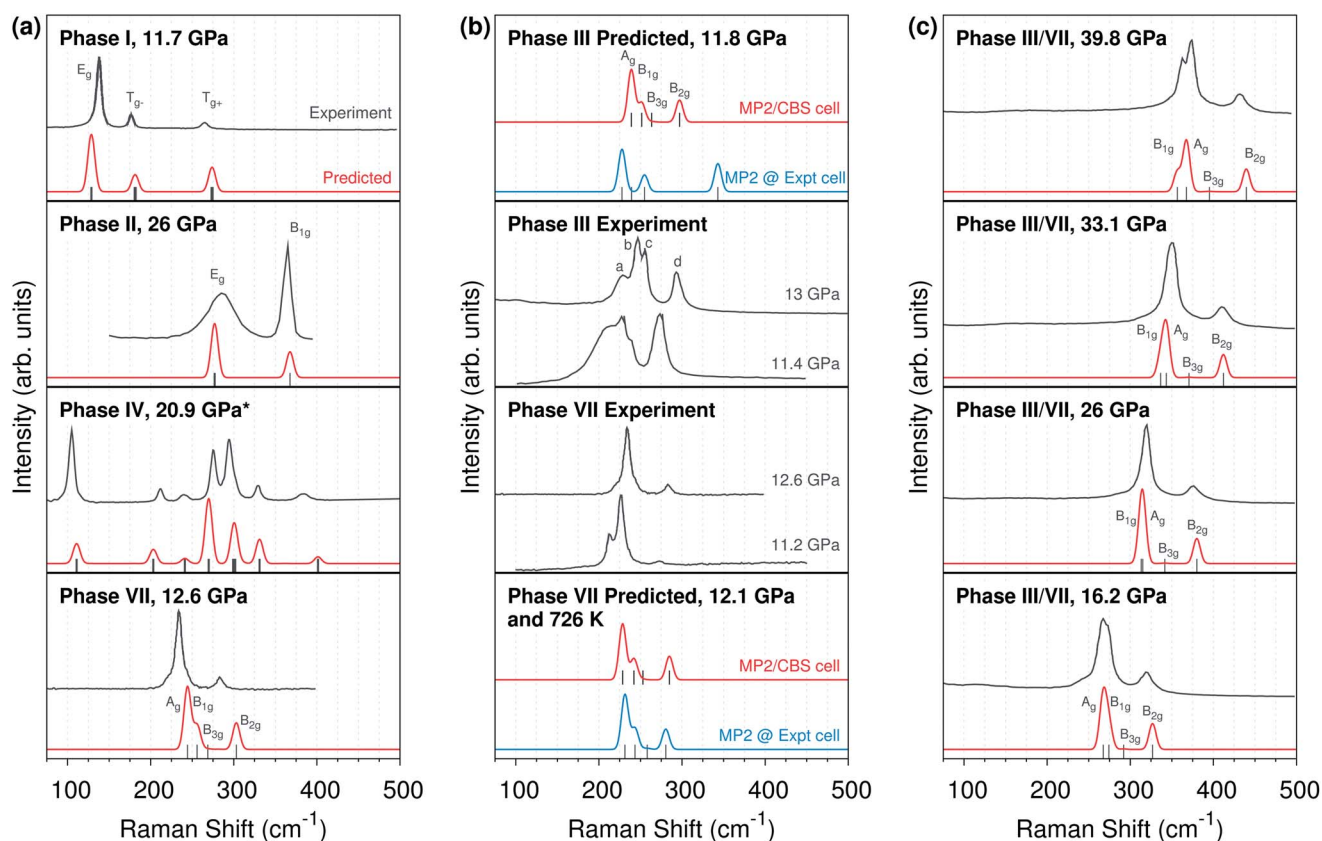 (a)
Phase I, 11.7 GPa
Eg
Tg-
Tg+
Experiment
Predicted
Phase II, 26 GPa
Eg
B1g
Phase IV, 20.9 GPa*
Phase VII, 12.6 GPa
Ag
B1g
B3g
B2g
Intensity (arb. units)
100
200
300
400
500
Raman Shift (cm-1)
(b)
Phase III Predicted, 11.8 GPa
Ag
B1g
B3g
B2g
MP2/CBS cell
MP2 @ Expt cell
Phase III Experiment
a
b
c
d
13 GPa
11.4 GPa
Phase VII Experiment
12.6 GPa
11.2 GPa
Phase VII Predicted, 12.1 GPa
and 726 K
MP2/CBS cell
MP2 @ Expt cell
Intensity (arb. units)
100
200
300
400
500
Raman Shift (cm-1)
(c)
Phase III/VII, 39.8 GPa
B1g
Ag
B3g
B2g
Phase III/VII, 33.1 GPa
B1g
Ag
B3g
B2g
Phase III/VII, 26 GPa
B1g
Ag
B3g
B2g
Phase III/VII, 16.2 GPa
Ag
B1g
B3g
B2g
Intensity (arb. units)
100
200
300
400
500
Raman Shift (cm-1)